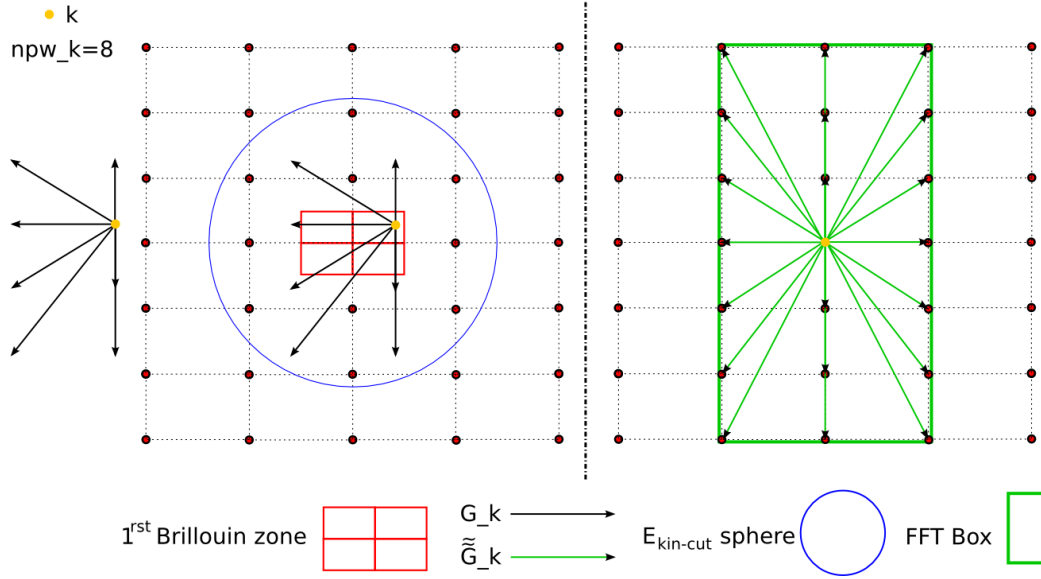 k
npw_k=8
1rst Brillouin zone
G_k
G̃̃_k
Ekin-cut sphere
FFT Box